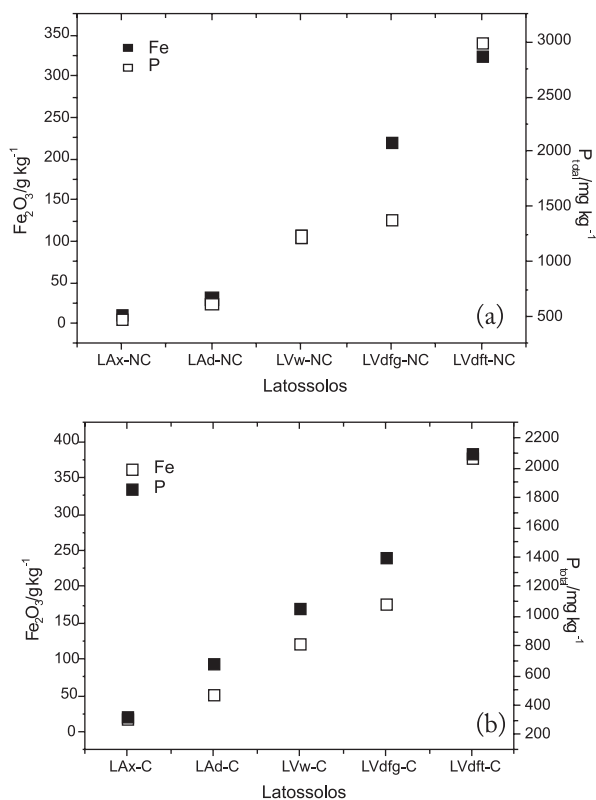 350
300
250
200
150
100
50
0
Fe₂O₃/g kg⁻¹
Fe
P
3000
2500
2000
1500
1000
500
P total/mg kg⁻¹
(a)
LAx-NC LAd-NC LVw-NC LVdfg-NC LVdft-NC
Latossolos
400
350
300
250
200
150
100
50
0
Fe₂O₃/gkg⁻¹
Fe
P
2200
2000
1800
1600
1400
1200
1000
800
600
400
200
P total/mg kg⁻¹
(b)
LAx-C LAd-C LVw-C LVdfg-C LVdft-C
Latossolos